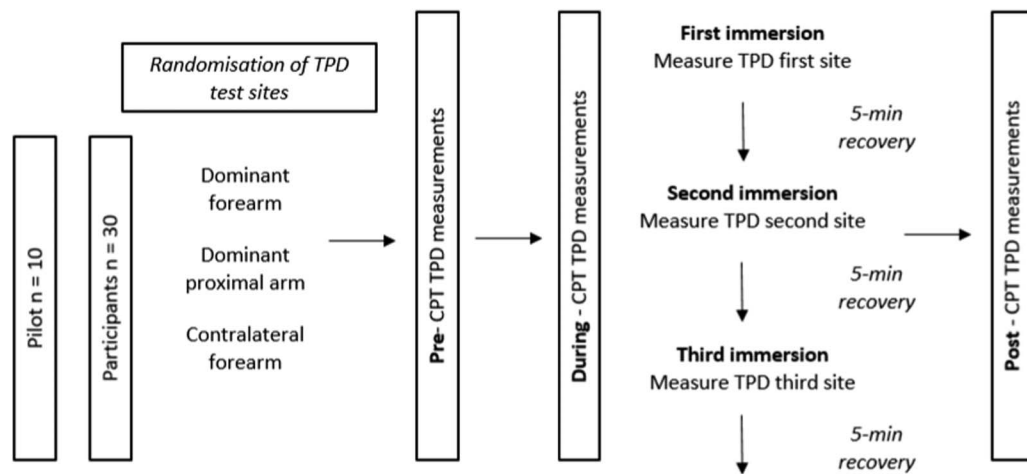 Pilot n = 10
Participants n = 30
Randomisation of TPD
test sites
Dominant
forearm
Dominant
proximal arm
Contralateral
forearm
Pre- CPT TPD measurements
During - CPT TPD measurements
First immersion
Measure TPD first site
5-min
recovery
Second immersion
Measure TPD second site
5-min
recovery
Third immersion
Measure TPD third site
5-min
recovery
Post - CPT TPD measurements